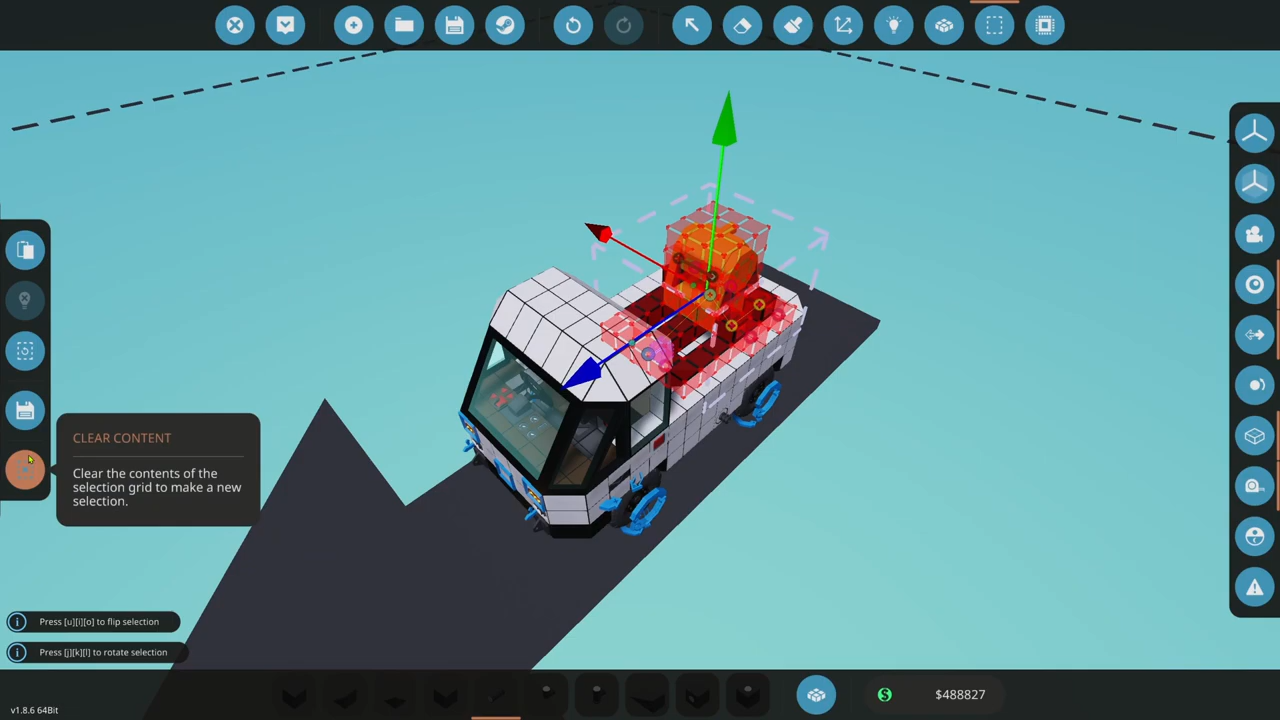 CLEAR CONTENT
Clear the contents of the
selection grid to make a new
selection.
Press [u][i][o] to flip selection
Press [j][k][l] to rotate selection
$488827
v1.8.6 64Bit